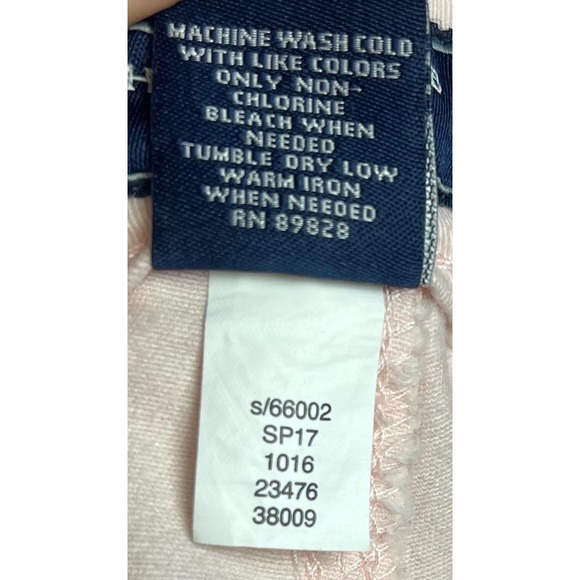 MACHINE WASH COLD
WITH LIKE COLORS
ONLY NON-
CHLORINE
BLEACH WHEN
NEEDED
TUMBLE DRY LOW
WARM IRON
WHEN NEEDED
RN 89828
s/66002
SP17
1016
23476
38009